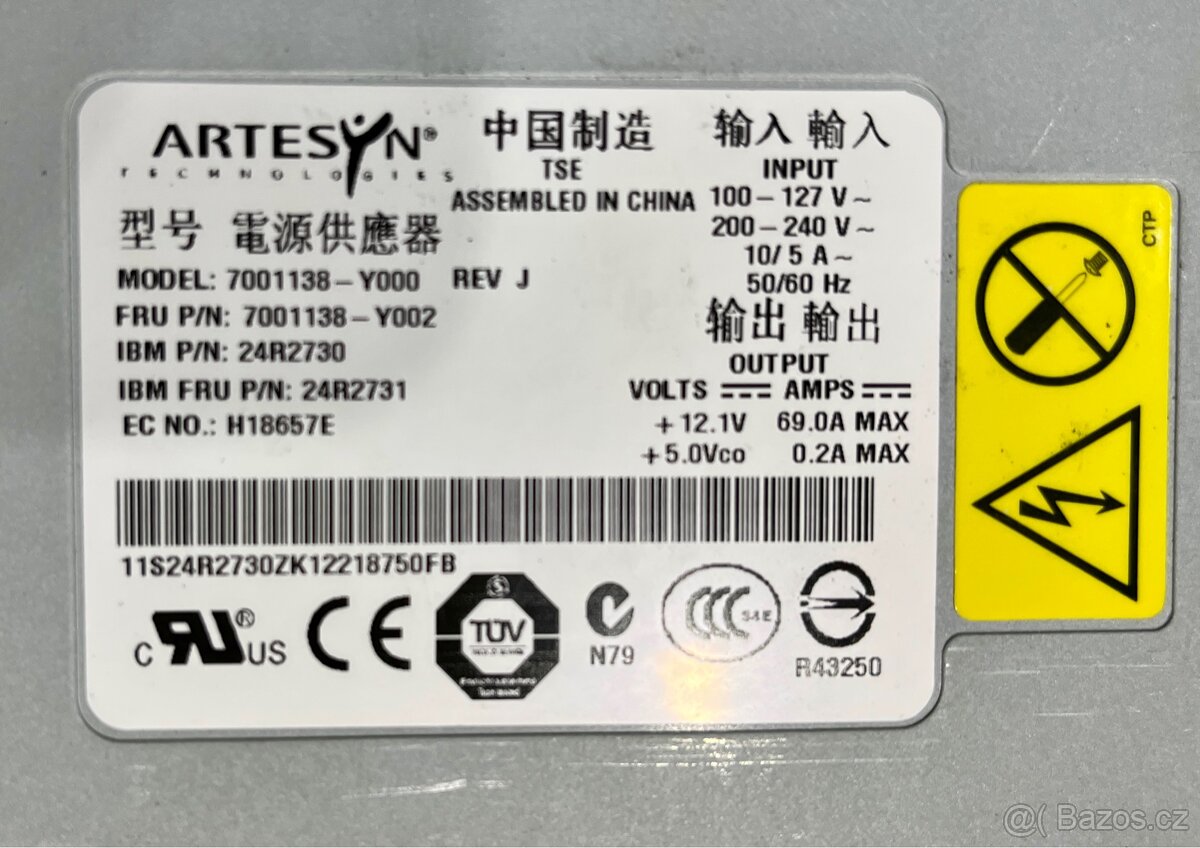 ARTESYN®
TECHNOLOGIES
中国制造
TSE
ASSEMBLED IN CHINA
输入 輸入
INPUT
100–127 V~
200–240 V~
10/ 5 A~
50/60 Hz
型号 電源供應器
MODEL: 7001138–Y000 REV J
FRU P/N: 7001138–Y002
IBM P/N: 24R2730
IBM FRU P/N: 24R2731
EC NO.: H18657E
输出 輸出
OUTPUT
VOLTS AMPS
+12.1V 69.0A MAX
+5.0Vco 0.2A MAX
11S24R2730ZK12218750FB
C RU® US
CE
TÜV
N79
CCC S&E
R43250
CTP
@( Bazos.cz